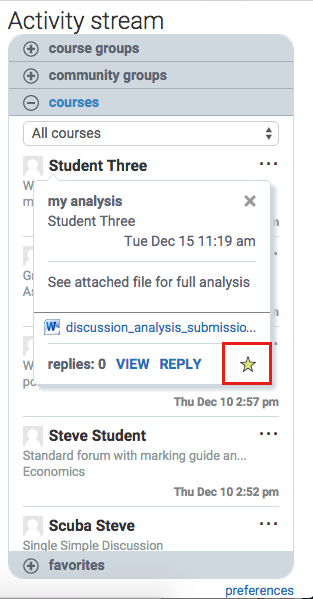 Activity stream
course groups
community groups
courses
All courses
Student Three
my analysis
Student Three
Tue Dec 15 11:19 am
See attached file for full analysis
discussion_analysis_submissio...
replies: 0 VIEW REPLY
Thu Dec 10 2:57 pm
Steve Student
Standard forum with marking guide an...
Economics
Thu Dec 10 2:52 pm
Scuba Steve
Single Simple Discussion
favorites
preferences